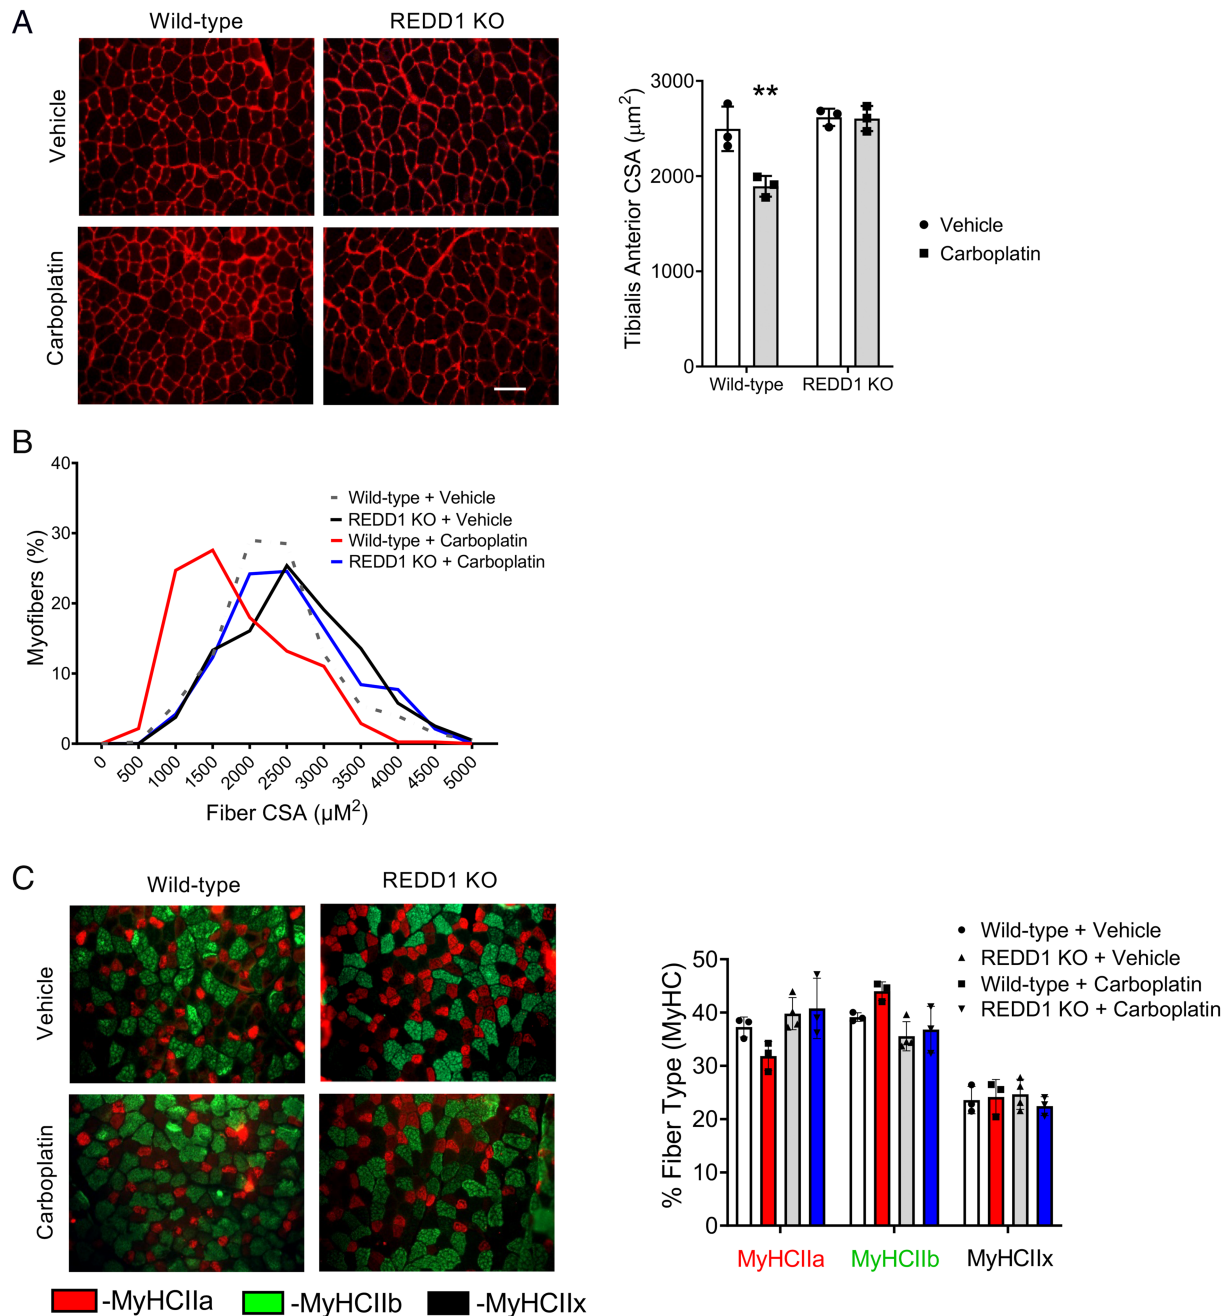 A
Wild-type
REDD1 KO
Vehicle
Carboplatin
Tibialis Anterior CSA (μm²)
3000
2000
1000
0
**
Wild-type
REDD1 KO
Vehicle
Carboplatin
B
Myofibers (%)
40
30
20
10
0
Wild-type + Vehicle
REDD1 KO + Vehicle
Wild-type + Carboplatin
REDD1 KO + Carboplatin
0 500 1000 1500 2000 2500 3000 3500 4000 4500 5000
Fiber CSA (µM²)
C
Wild-type
REDD1 KO
Vehicle
Carboplatin
-MyHCIIa
-MyHCIIb
-MyHCIIx
% Fiber Type (MyHC)
50
40
30
20
10
0
Wild-type + Vehicle
REDD1 KO + Vehicle
Wild-type + Carboplatin
REDD1 KO + Carboplatin
MyHCIIa MyHCIIb MyHCIIx